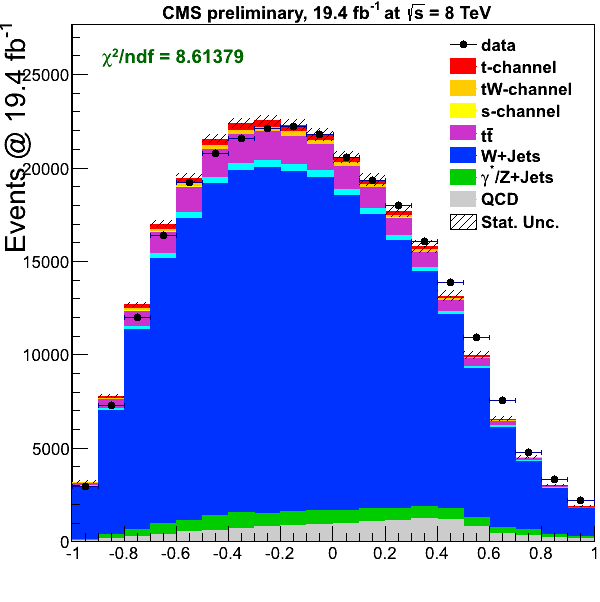 CMS preliminary, 19.4 fb⁻¹ at √s = 8 TeV
Events @ 19.4 fb⁻¹
χ²/ndf = 8.61379
data
t-channel
tW-channel
s-channel
tt̄
W+Jets
γ*/Z+Jets
QCD
Stat. Unc.
25000
20000
15000
10000
5000
0
-1 -0.8 -0.6 -0.4 -0.2 0 0.2 0.4 0.6 0.8 1